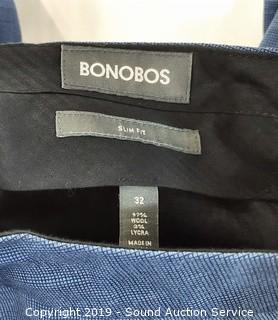 BONOBOS
SLIM FIT
32
97%
WOOL
3%
LYCRA
MADE IN
Copyright 2019 - Sound Auction Service